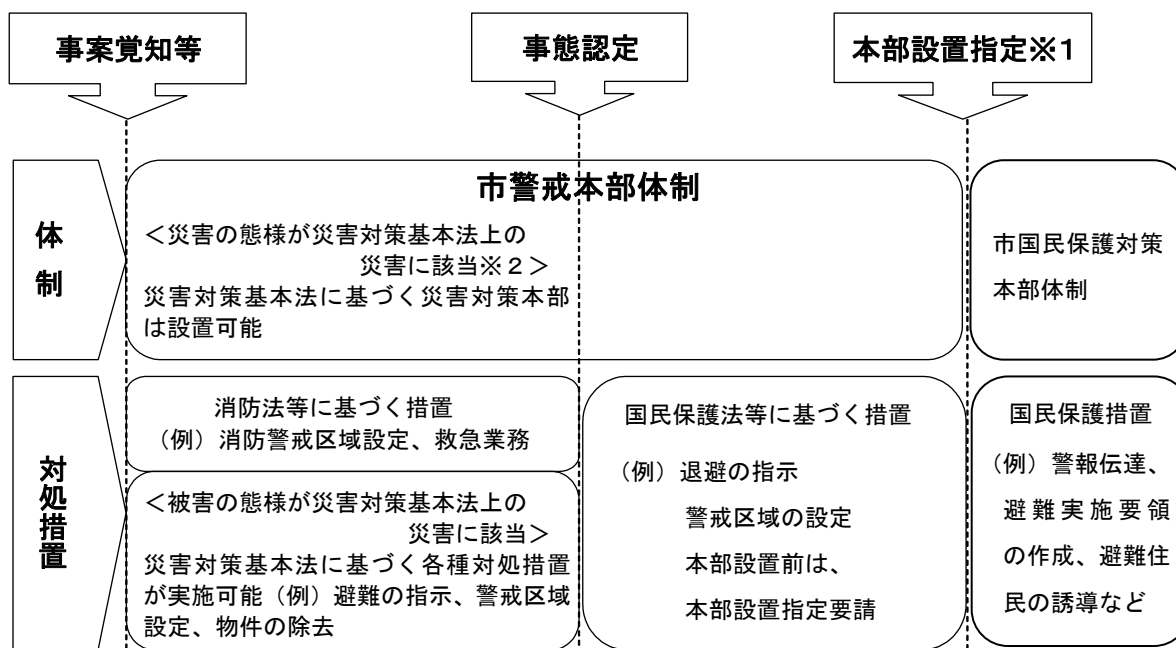 事案覚知等
事態認定
本部設置指定※1
体
制
市警戒本部体制
＜災害の態様が災害対策基本法上の
災害に該当※２＞
災害対策基本法に基づく災害対策本部
は設置可能
市国民保護対策
本部体制
対処措置
消防法等に基づく措置
（例）消防警戒区域設定、救急業務
＜被害の態様が災害対策基本法上の
災害に該当＞
災害対策基本法に基づく各種対処措置
が実施可能（例）避難の指示、警戒区域
設定、物件の除去
国民保護法等に基づく措置
（例）退避の指示
警戒区域の設定
本部設置前は、
本部設置指定要請
国民保護措置
（例）警報伝達、
避難実施要領
の作成、避難住
民の誘導など